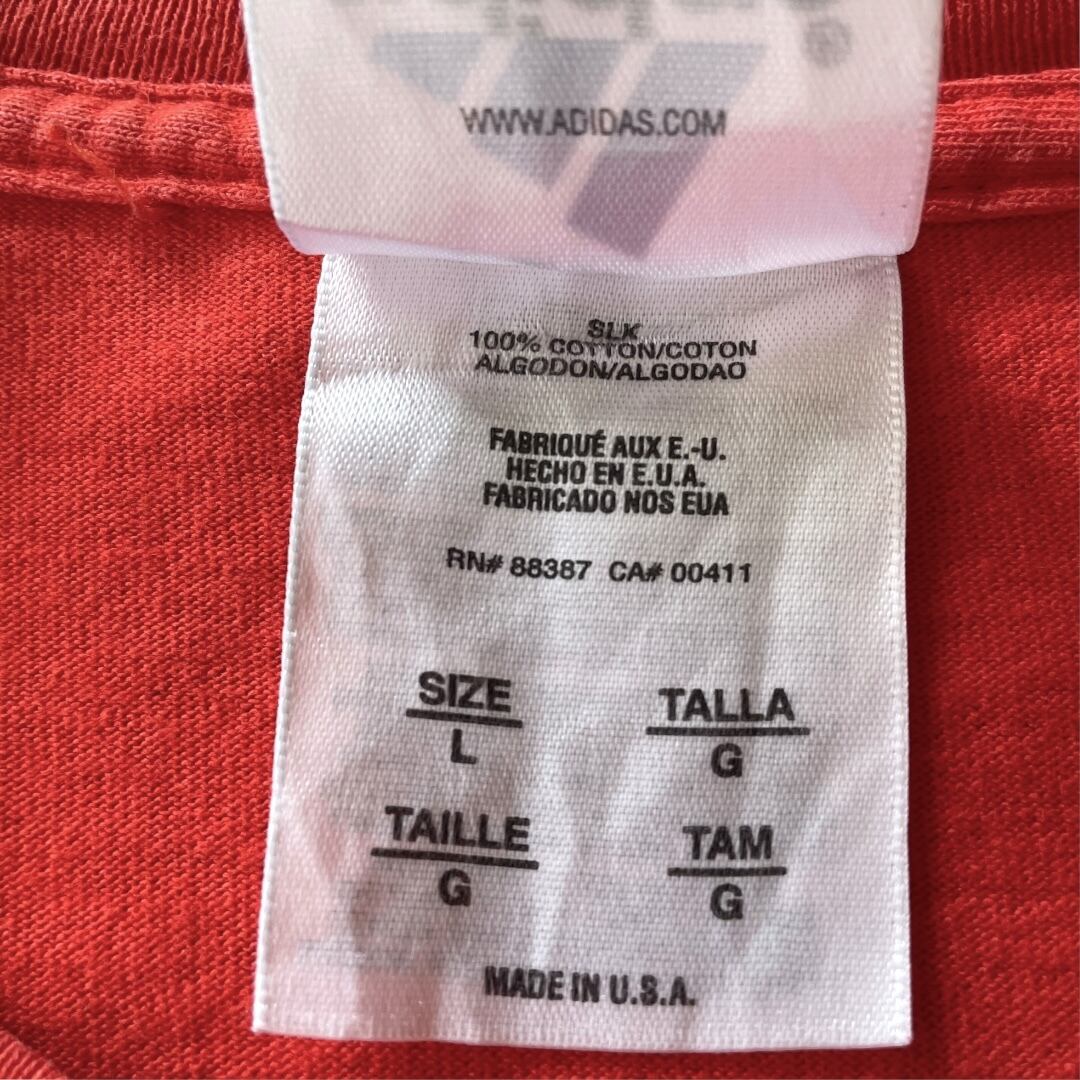 WWW.ADIDAS.COM
SLK
100% COTTON/COTON
ALGODON/ALGODAO
FABRIQUÉ AUX E.-U.
HECHO EN E.U.A.
FABRICADO NOS EUA
RN# 88387 CA# 00411
SIZE
L
TALLA
G
TAILLE
G
TAM
G
MADE IN U.S.A.